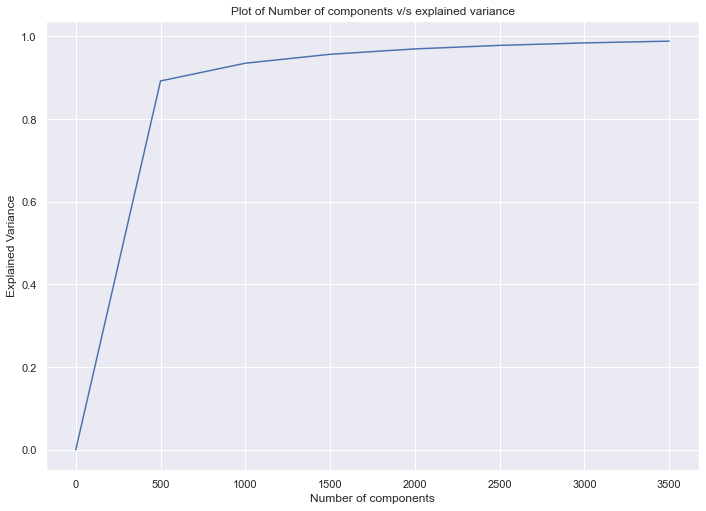 Plot of Number of components v/s explained variance
1.0
0.8
0.6
0.4
0.2
0.0
Explained Variance
0 500 1000 1500 2000 2500 3000 3500
Number of components